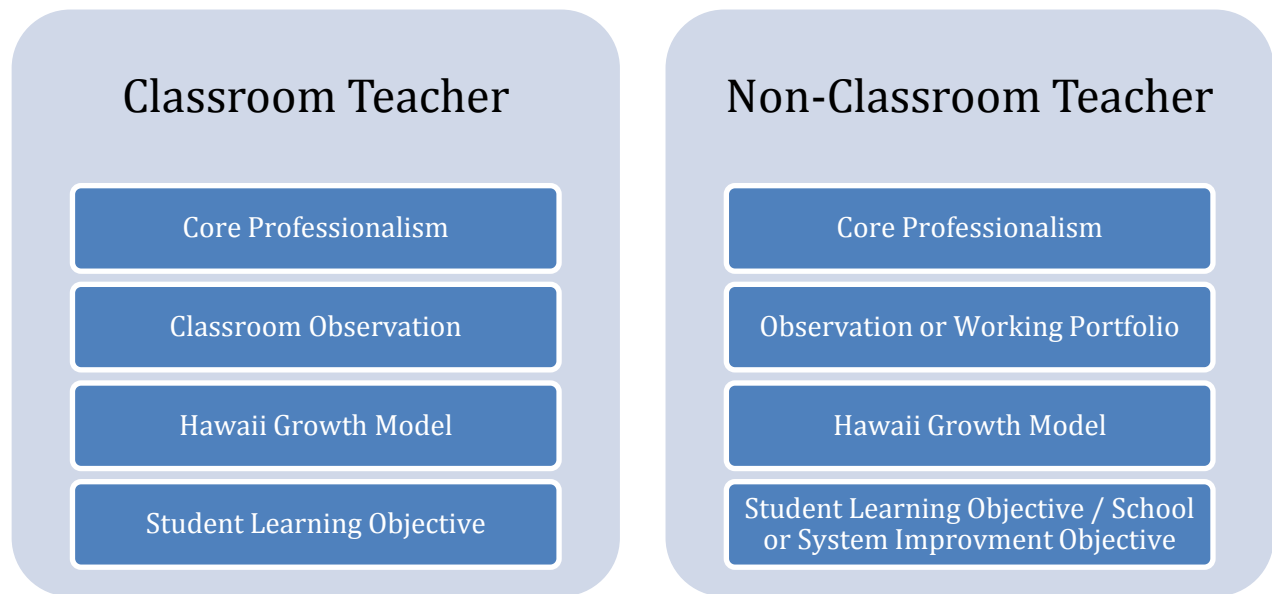 Classroom Teacher
Core Professionalism
Classroom Observation
Hawaii Growth Model
Student Learning Objective
Non-Classroom Teacher
Core Professionalism
Observation or Working Portfolio
Hawaii Growth Model
Student Learning Objective / School
or System Improvment Objective